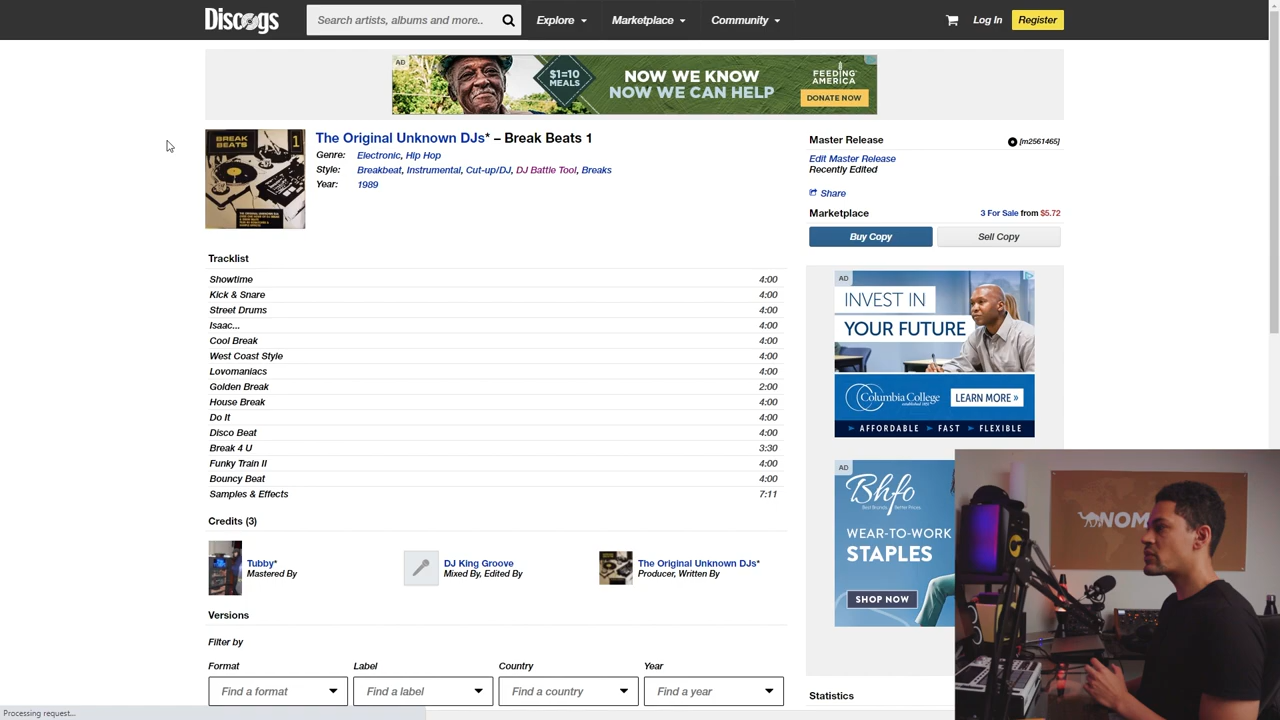 Discogs
Search artists, albums and more..
Explore
Marketplace
Community
Log In
Register
AD
$1=10
MEALS
NOW WE KNOW
NOW WE CAN HELP
FEEDING
AMERICA
DONATE NOW
BREAK
BEATS
1
The Original Unknown DJs* – Break Beats 1
Genre: Electronic, Hip Hop
Style: Breakbeat, Instrumental, Cut-up/DJ, DJ Battle Tool, Breaks
Year: 1989
Master Release
[m2561465]
Edit Master Release
Recently Edited
Share
Marketplace
3 For Sale from $5.72
Buy Copy
Sell Copy
Tracklist
Showtime 4:00
Kick & Snare 4:00
Street Drums 4:00
Isaac... 4:00
Cool Break 4:00
West Coast Style 4:00
Lovomaniacs 4:00
Golden Break 2:00
House Break 4:00
Do It 4:00
Disco Beat 4:00
Break 4 U 3:30
Funky Train II 4:00
Bouncy Beat 4:00
Samples & Effects 7:11
AD
INVEST IN
YOUR FUTURE
Columbia College
LEARN MORE »
AFFORDABLE
FAST
FLEXIBLE
AD
Bhfo
Best Brands. Better Prices.
WEAR-TO-WORK
STAPLES
SHOP NOW
NOM
Credits (3)
Tubby*
Mastered By
DJ King Groove
Mixed By, Edited By
The Original Unknown DJs*
Producer, Written By
Versions
Filter by
Format
Label
Country
Year
Find a format
Find a label
Find a country
Find a year
Statistics
Processing request...